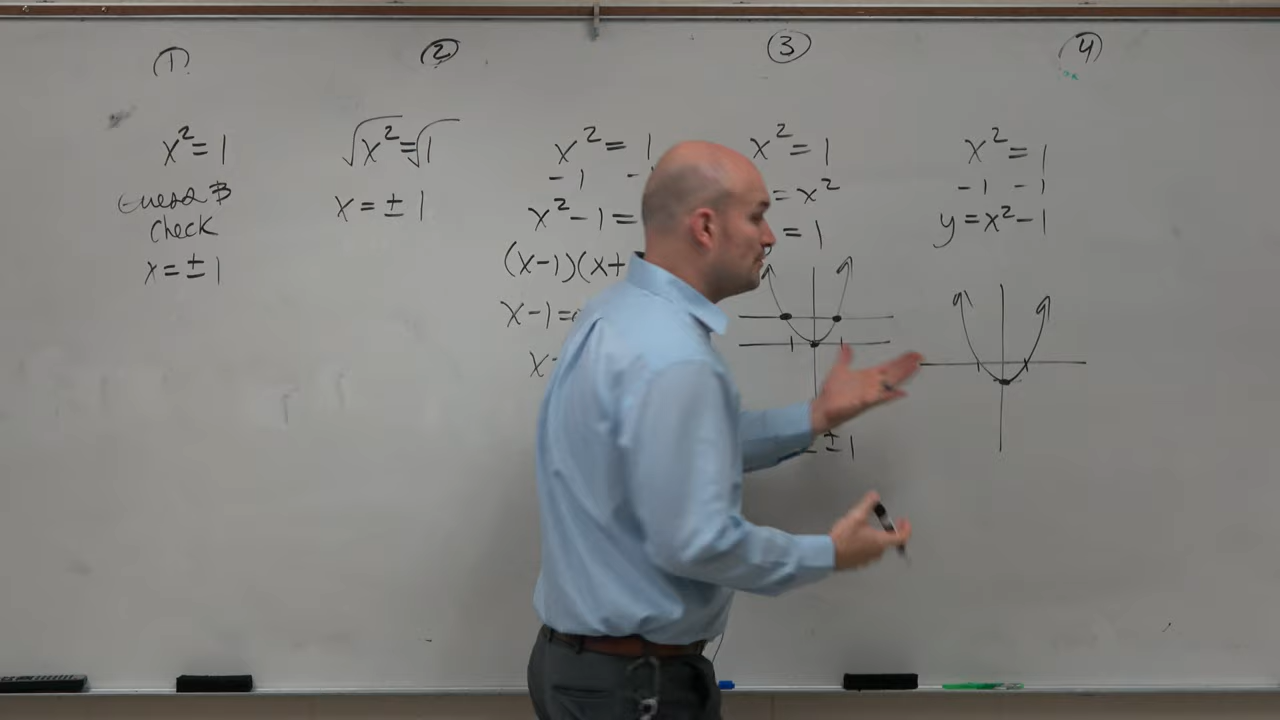 ①
②
③
④
x² = 1
Guess &
check
x = ± 1
√x² = √1
x = ± 1
x² = 1
- 1 -
x² - 1 =
(x-1)(x+
x - 1 =
x -
x² = 1
= x²
= 1
± 1
x² = 1
- 1 - 1
y = x² - 1